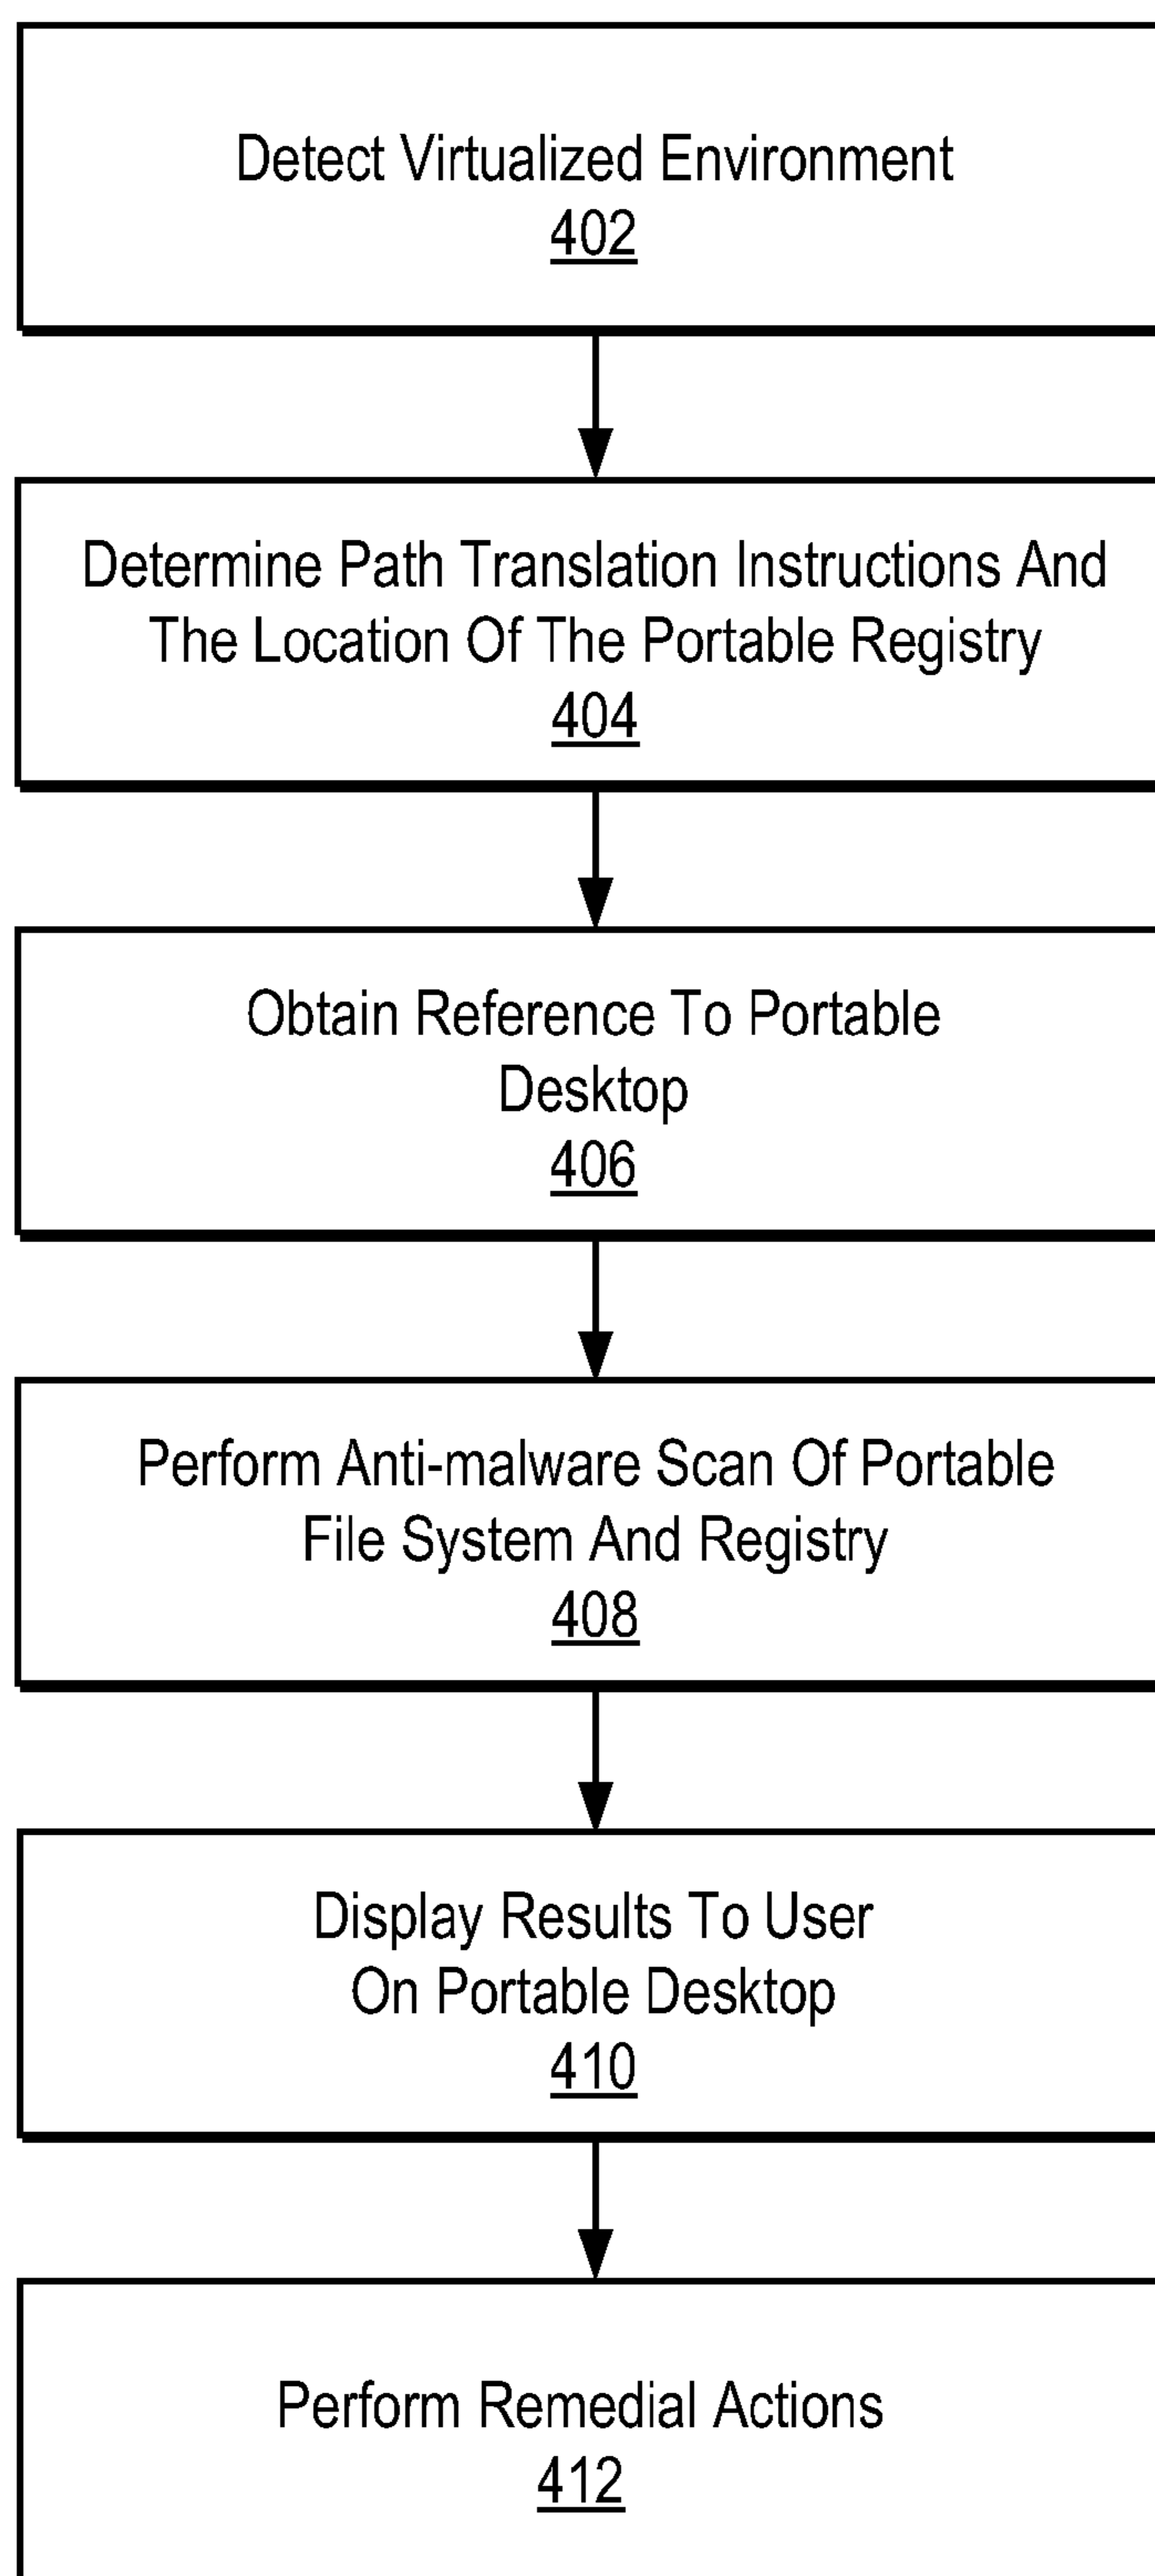 Detect Virtualized Environment
402
Determine Path Translation Instructions And
The Location Of The Portable Registry
404
Obtain Reference To Portable
Desktop
406
Perform Anti-malware Scan Of Portable
File System And Registry
408
Display Results To User
On Portable Desktop
410
Perform Remedial Actions
412